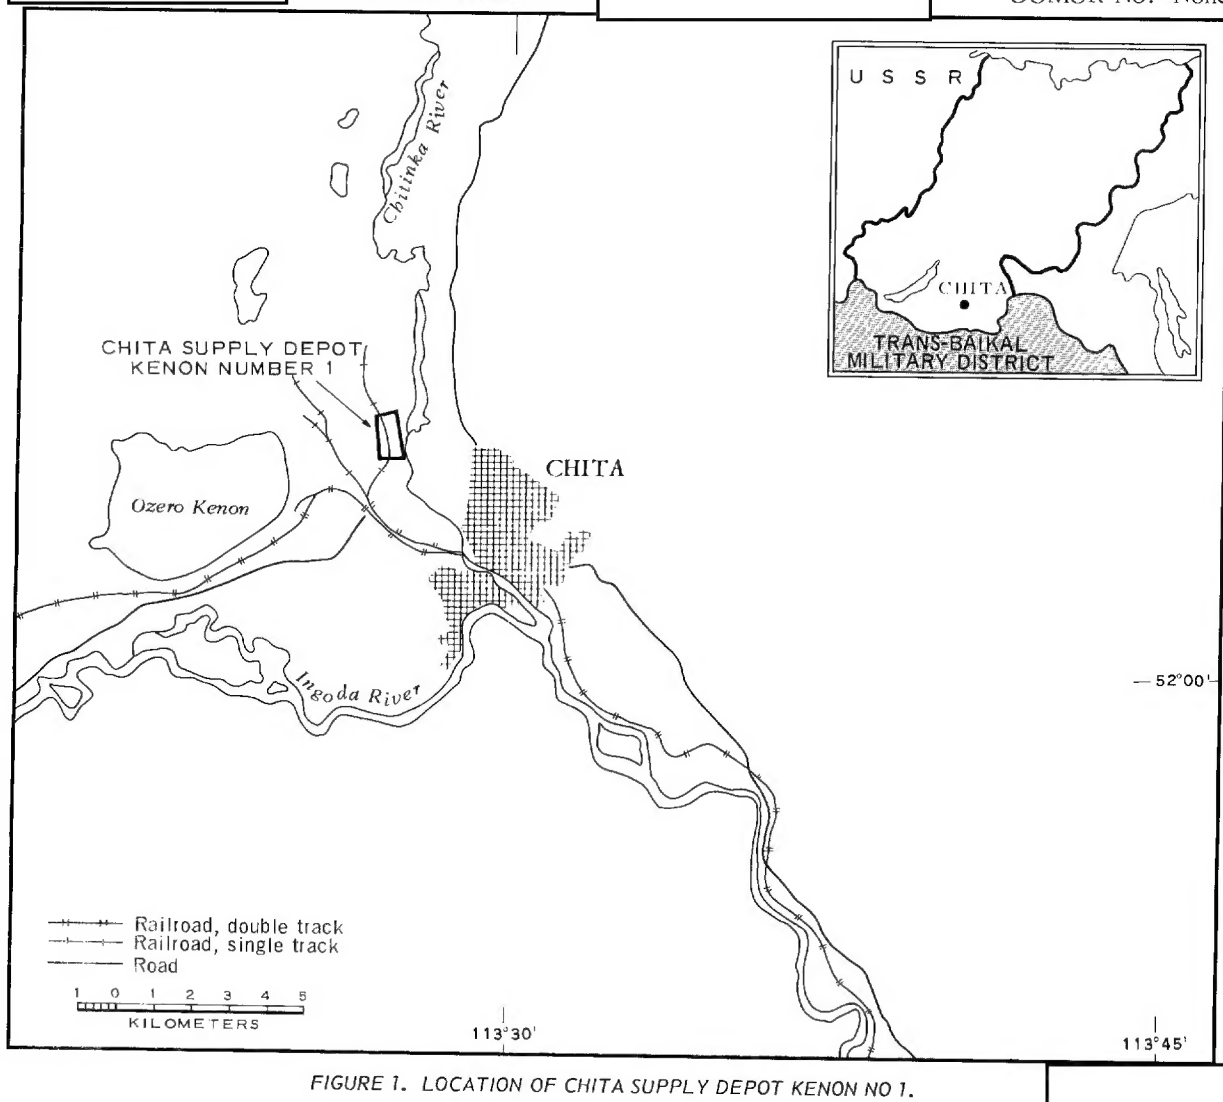 Chitinka River
U S S R
CHITA
TRANS-BAIKAL
MILITARY DISTRICT
CHITA SUPPLY DEPOT
KENON NUMBER 1
CHITA
Ozero Kenon
Ingoda River
52°00'
Railroad, double track
Railroad, single track
Road
1 0 1 2 3 4 5
KILOMETERS
113°30'
113°45'
FIGURE 1. LOCATION OF CHITA SUPPLY DEPOT KENON NO 1.